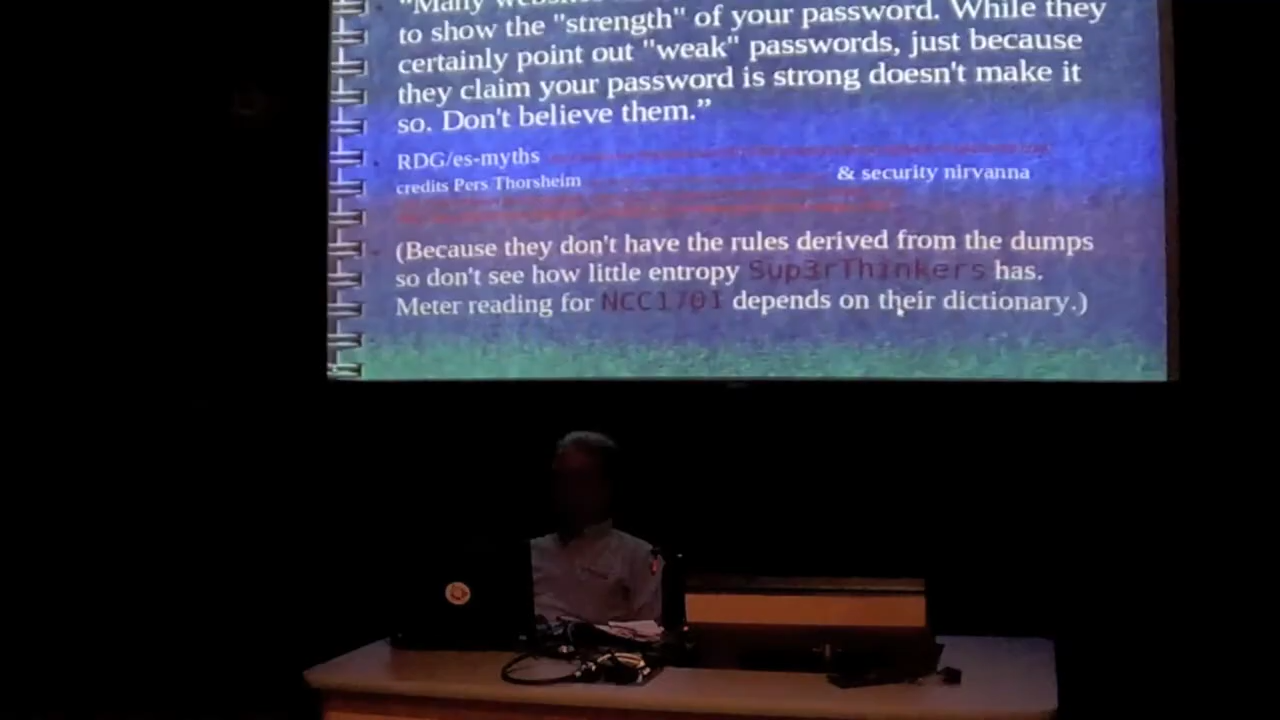 "Many
to show the "strength" of your password. While they
certainly point out "weak" passwords, just because
they claim your password is strong doesn't make it
so. Don't believe them.”
RDG/es-myths
credits Pers Thorsheim & security nirvanna
(Because they don't have the rules derived from the dumps
so don't see how little entropy Sup3rTh1nkers has.
Meter reading for NCC1701 depends on their dictionary.)